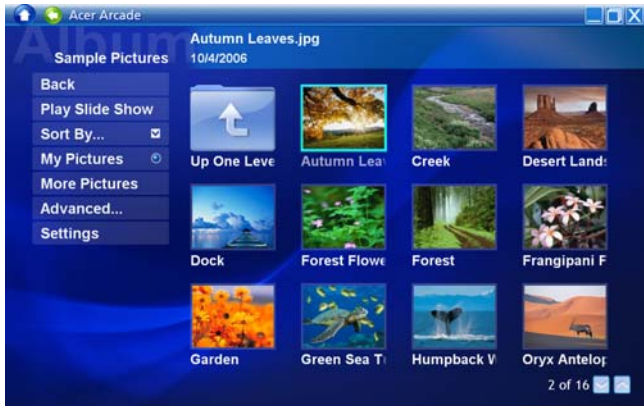 Acer Arcade
Album
Sample Pictures
Autumn Leaves.jpg
10/4/2006
Back
Play Slide Show
Sort By...
My Pictures
More Pictures
Advanced...
Settings
Up One Leve
Autumn Lea
Creek
Desert Lands
Dock
Forest Flowe
Forest
Frangipani F
Garden
Green Sea T
Humpback W
Oryx Antelop
2 of 16